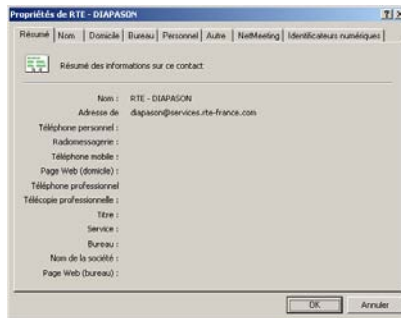 Propriétés de RTE - DIAPASON
Résumé Nom Domicile Bureau Personnel Autre NetMeeting Identificateurs numériques
Résumé des informations sur ce contact
Nom : RTE - DIAPASON
Adresse de diapason@services.rte-france.com
Téléphone personnel :
Radiomessagerie :
Téléphone mobile :
Page Web (domicile) :
Téléphone professionnel
Télécopie professionnelle :
Titre :
Service :
Bureau :
Nom de la société :
Page Web (bureau) :
OK Annuler